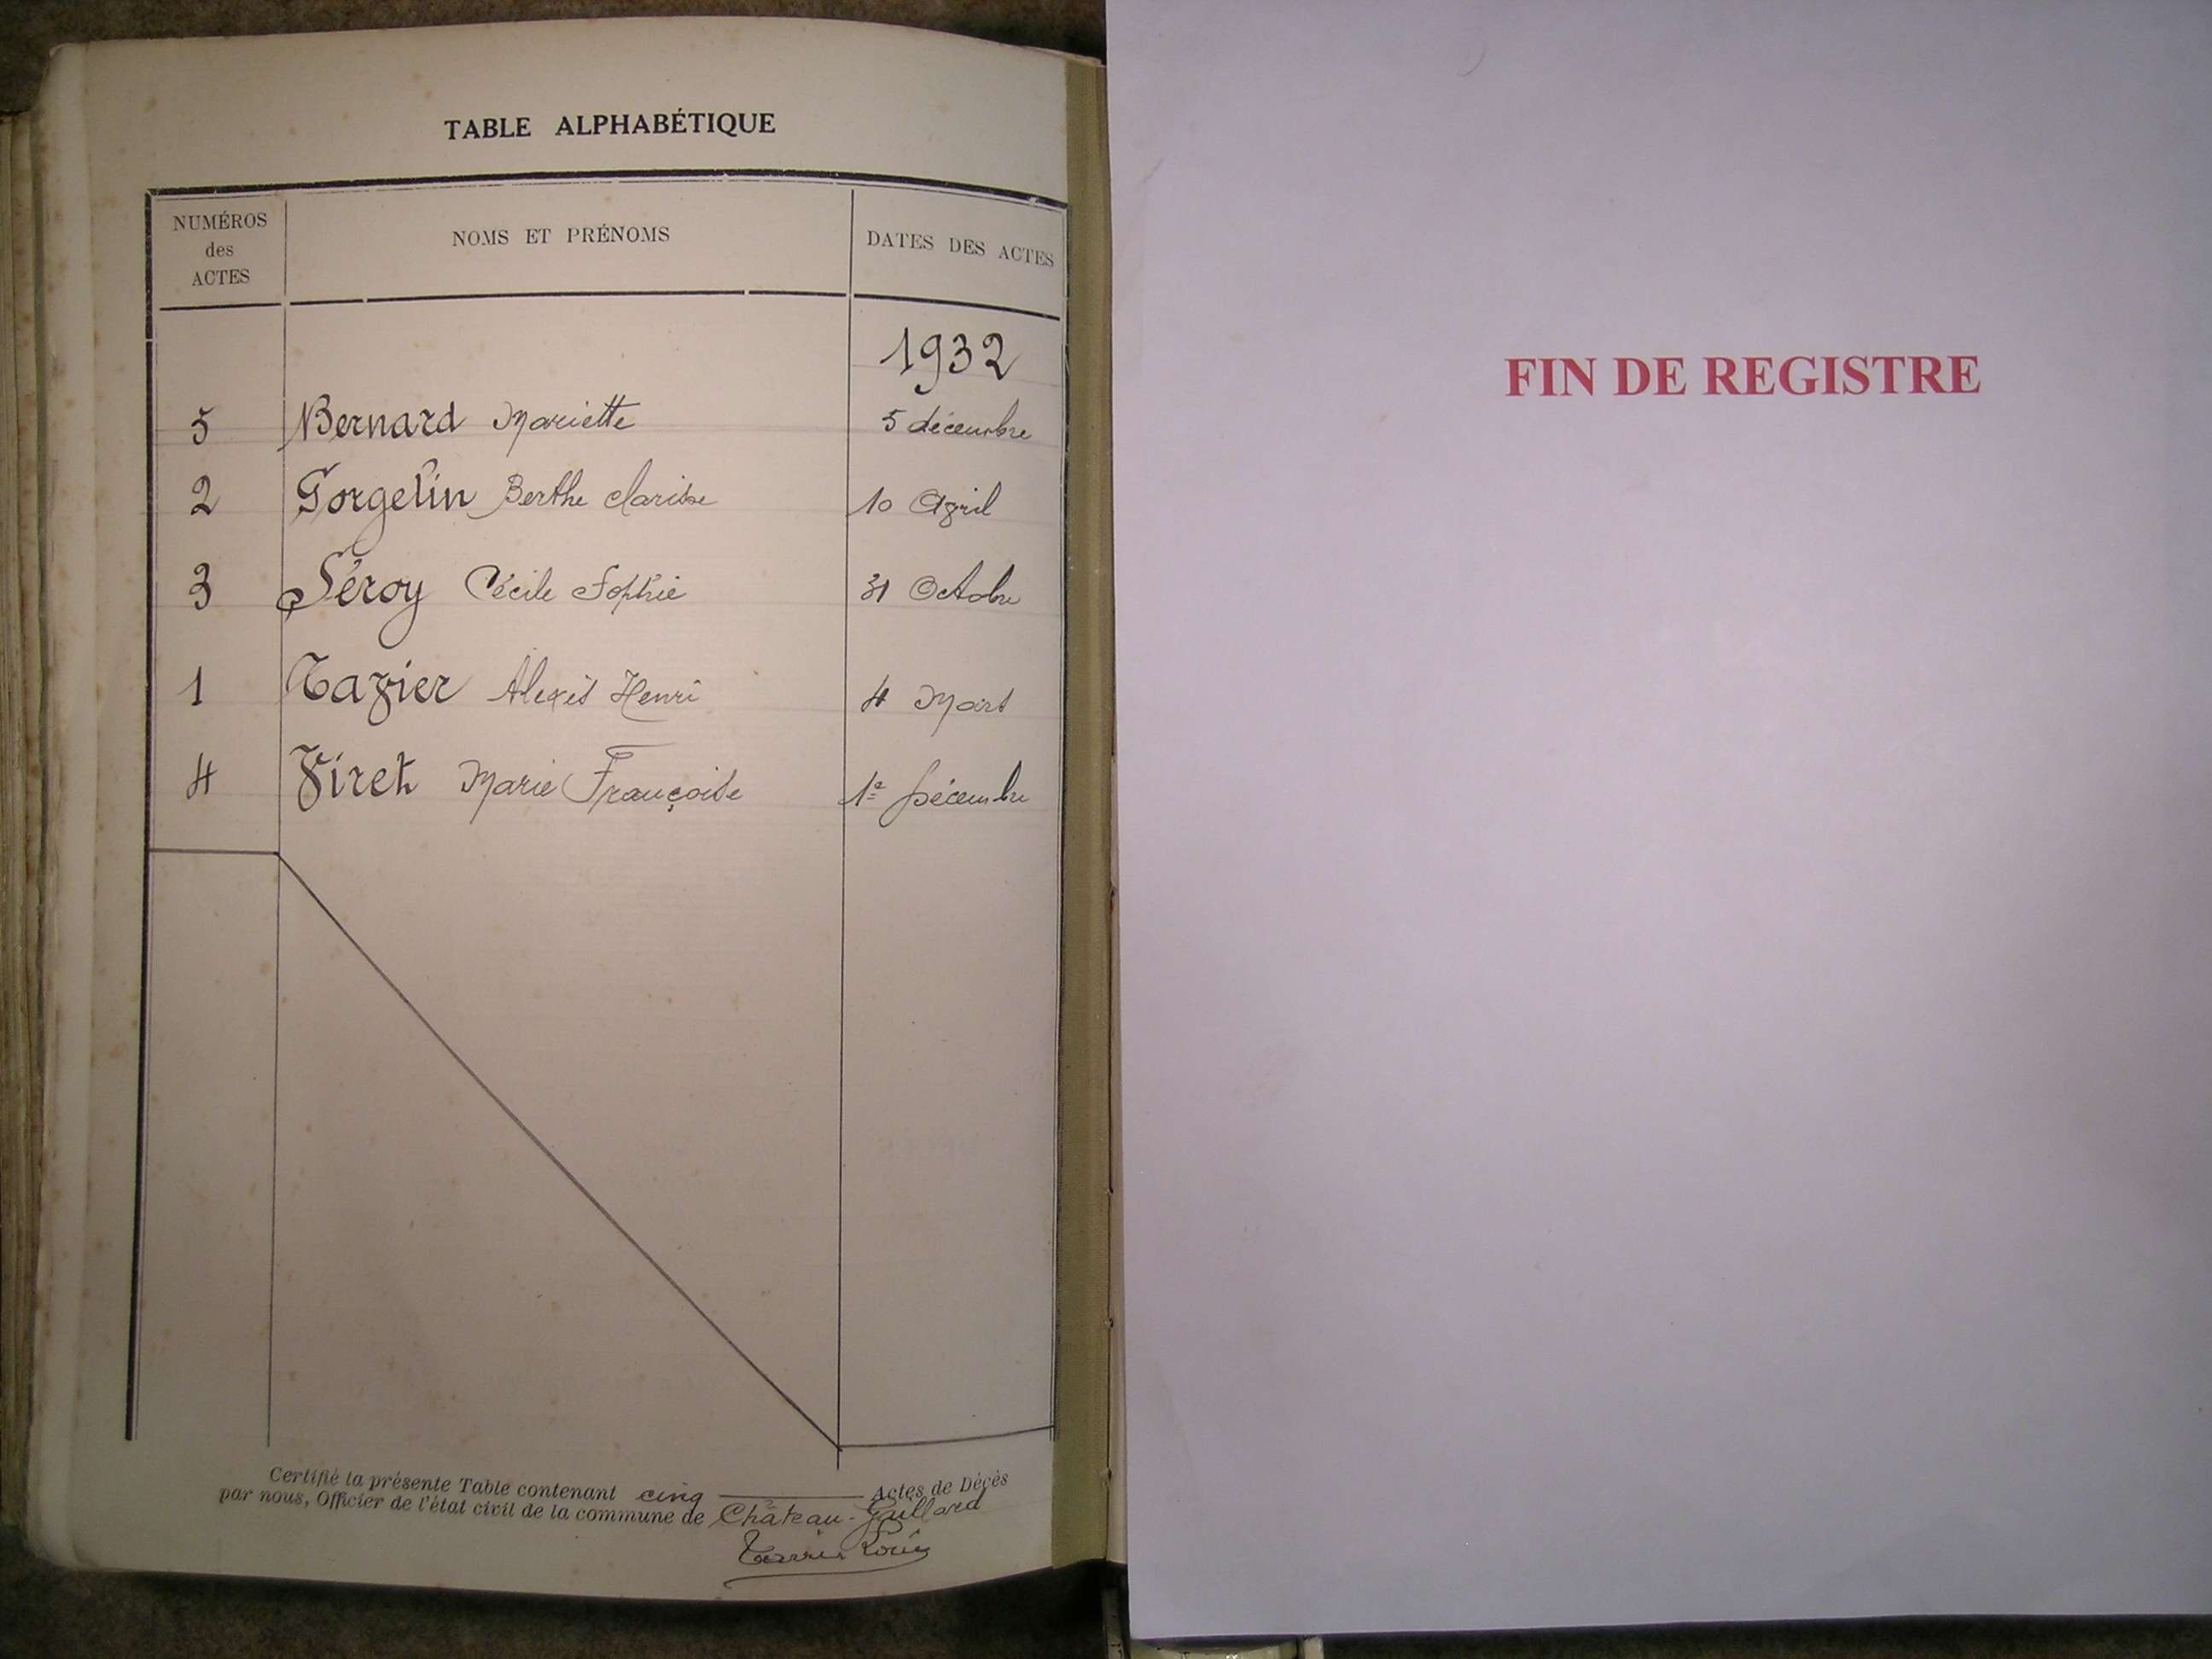 TABLE ALPHABÉTIQUE
NUMÉROS des ACTES
NOMS ET PRÉNOMS
DATES DES ACTES
1932
5 Bernard Mariette 5 décembre
2 Gorgelin Berthe Clarisse 10 Avril
3 Séroy Cécile Sophie 31 Octobre
1 Tavier Alexis Henri 4 Mars
4 Viret Marie Françoise 1e Décembre
Certifié la présente Table contenant cinq Actes de Décès
par nous, Officier de l'état civil de la commune de Château-Gaillard
FIN DE REGISTRE